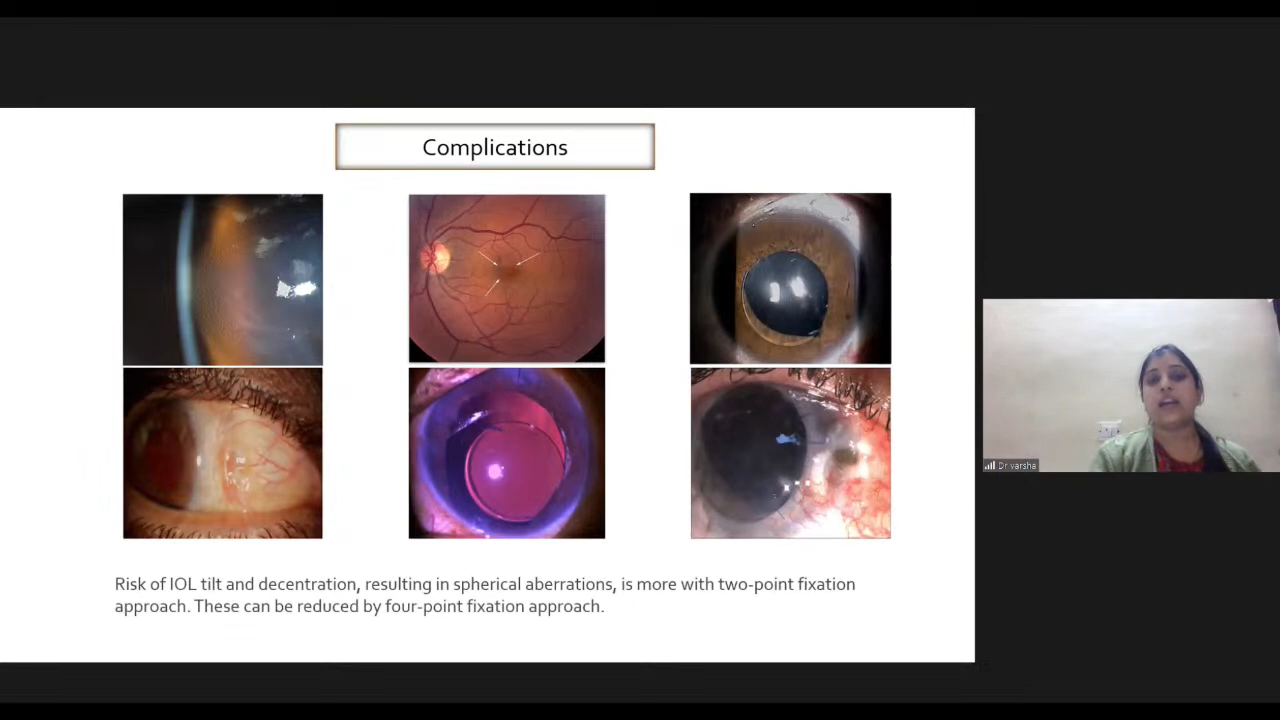 Complications
Risk of IOL tilt and decentration, resulting in spherical aberrations, is more with two-point fixation
approach. These can be reduced by four-point fixation approach.
Dr varsha